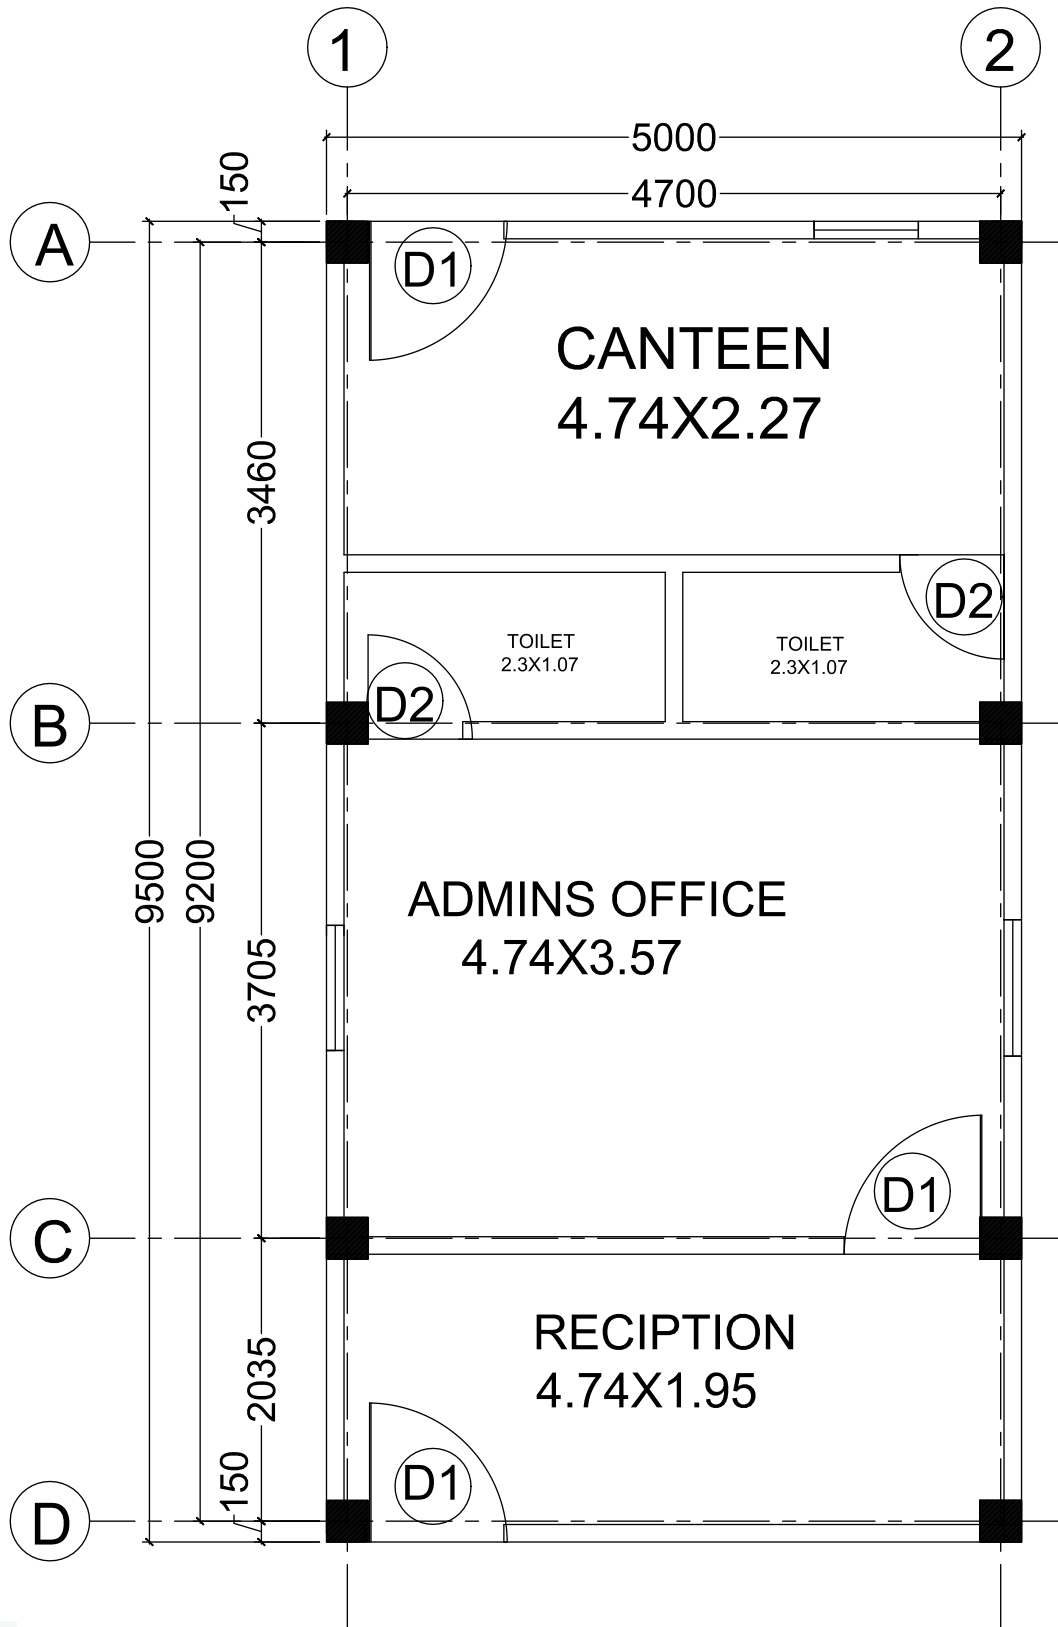 1
2
5000
4700
150
A
D1
CANTEEN
4.74X2.27
3460
TOILET
2.3X1.07
TOILET
2.3X1.07
D2
D2
B
9500
9200
ADMINS OFFICE
4.74X3.57
3705
D1
C
RECIPTION
4.74X1.95
2035
150
D1
D